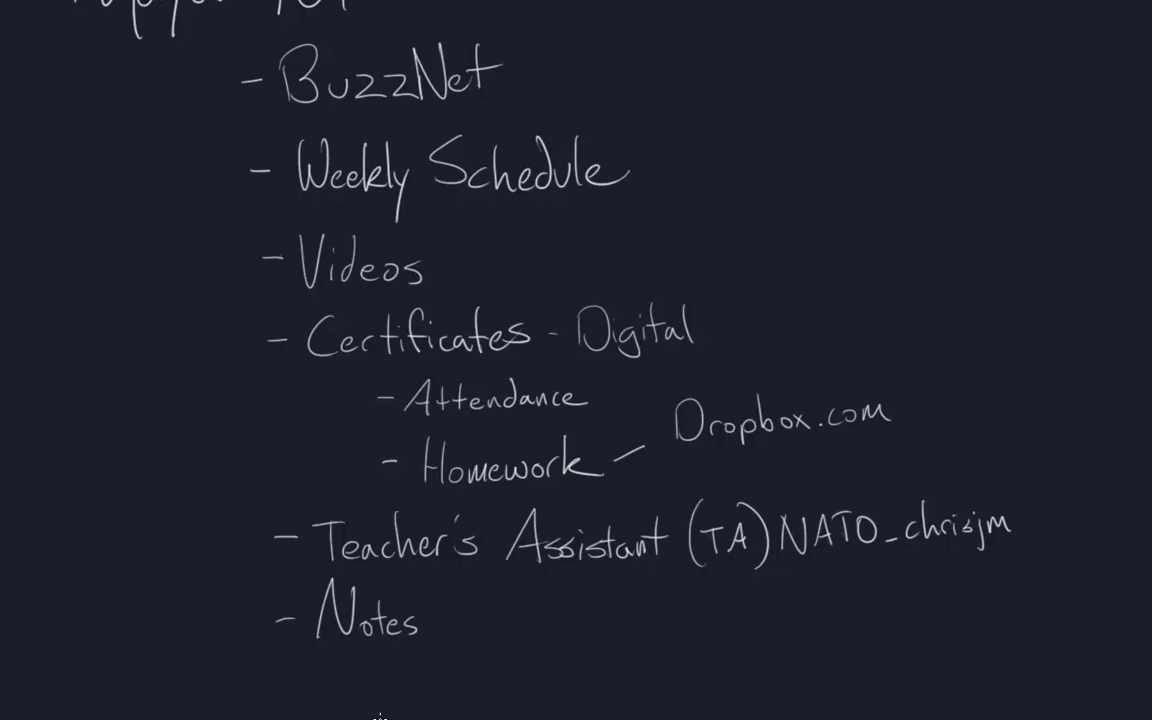 - BuzzNet
- Weekly Schedule
- Videos
- Certificates - Digital
- Attendance
- Homework - Dropbox.com
- Teacher's Assistant (TA) NATO_chrisjm
- Notes